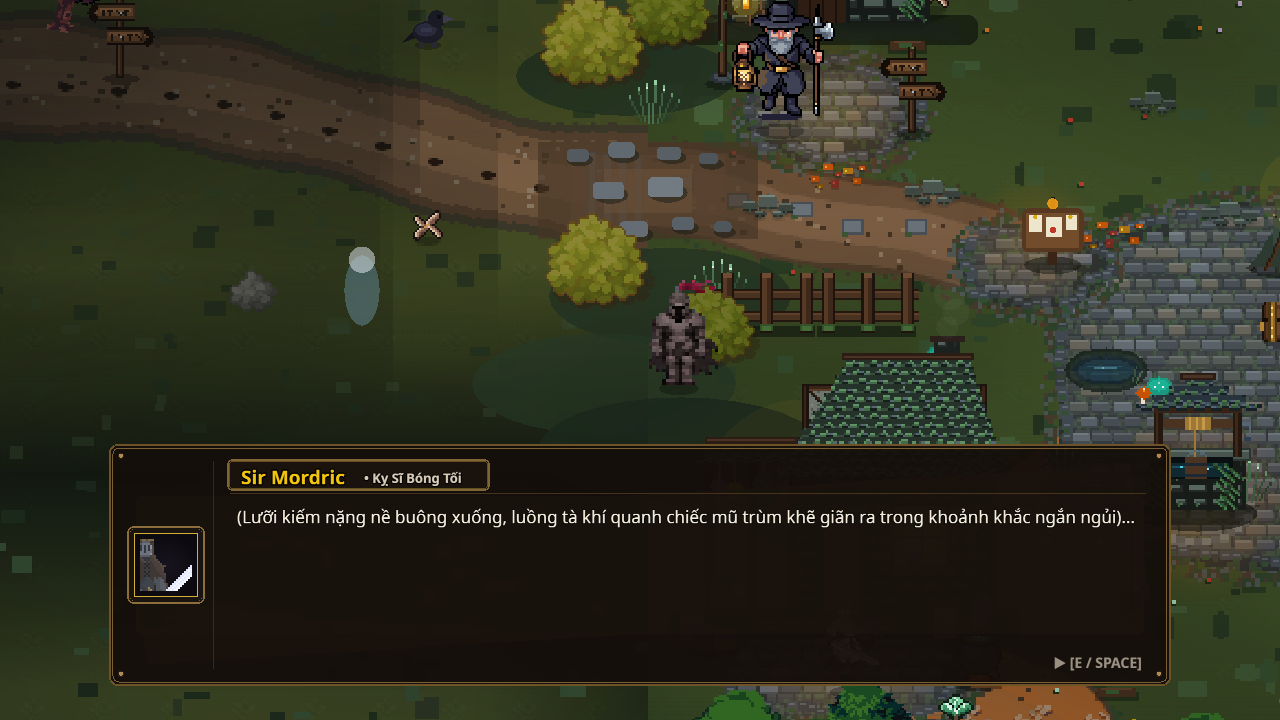 Sir Mordric • Kỵ Sĩ Bóng Tối
(Lưỡi kiếm nặng nề buông xuống, luồng tà khí quanh chiếc mũ trùm khẽ giãn ra trong khoảnh khắc ngắn ngủi)...
▶ [E / SPACE]